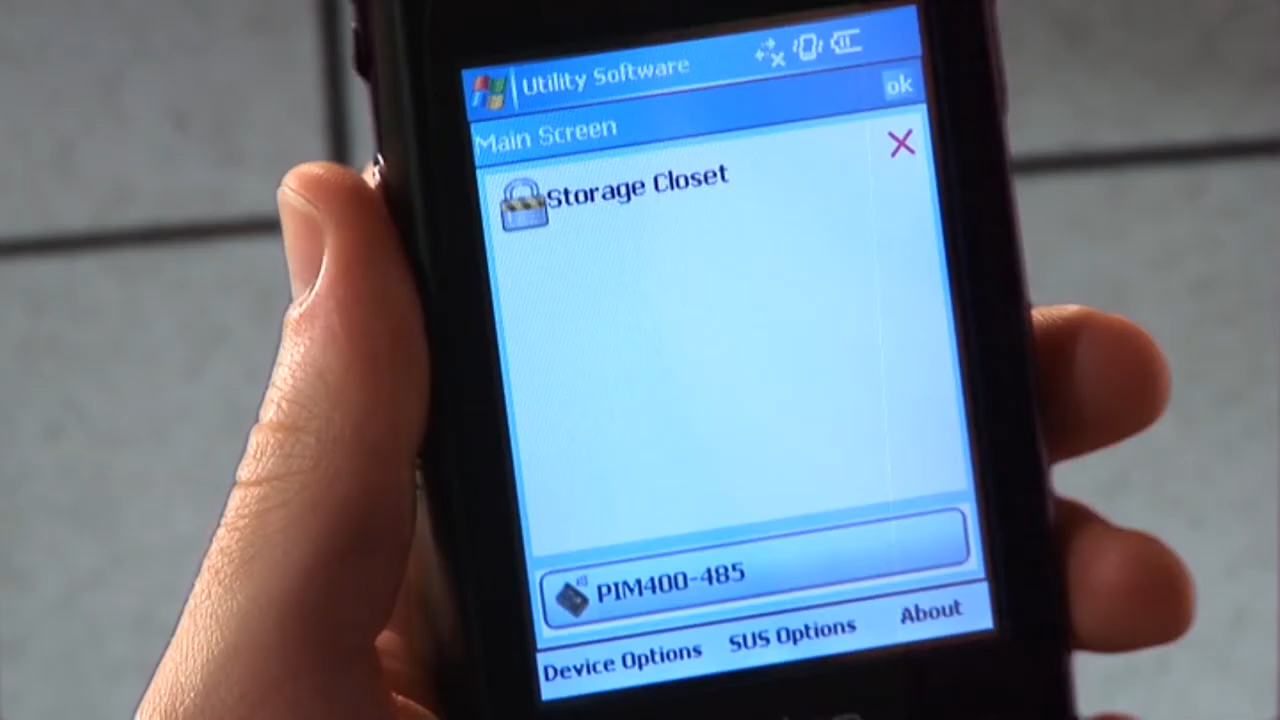 Utility Software
ok
Main Screen
Storage Closet
PIM400-485
Device Options
SUS Options
About